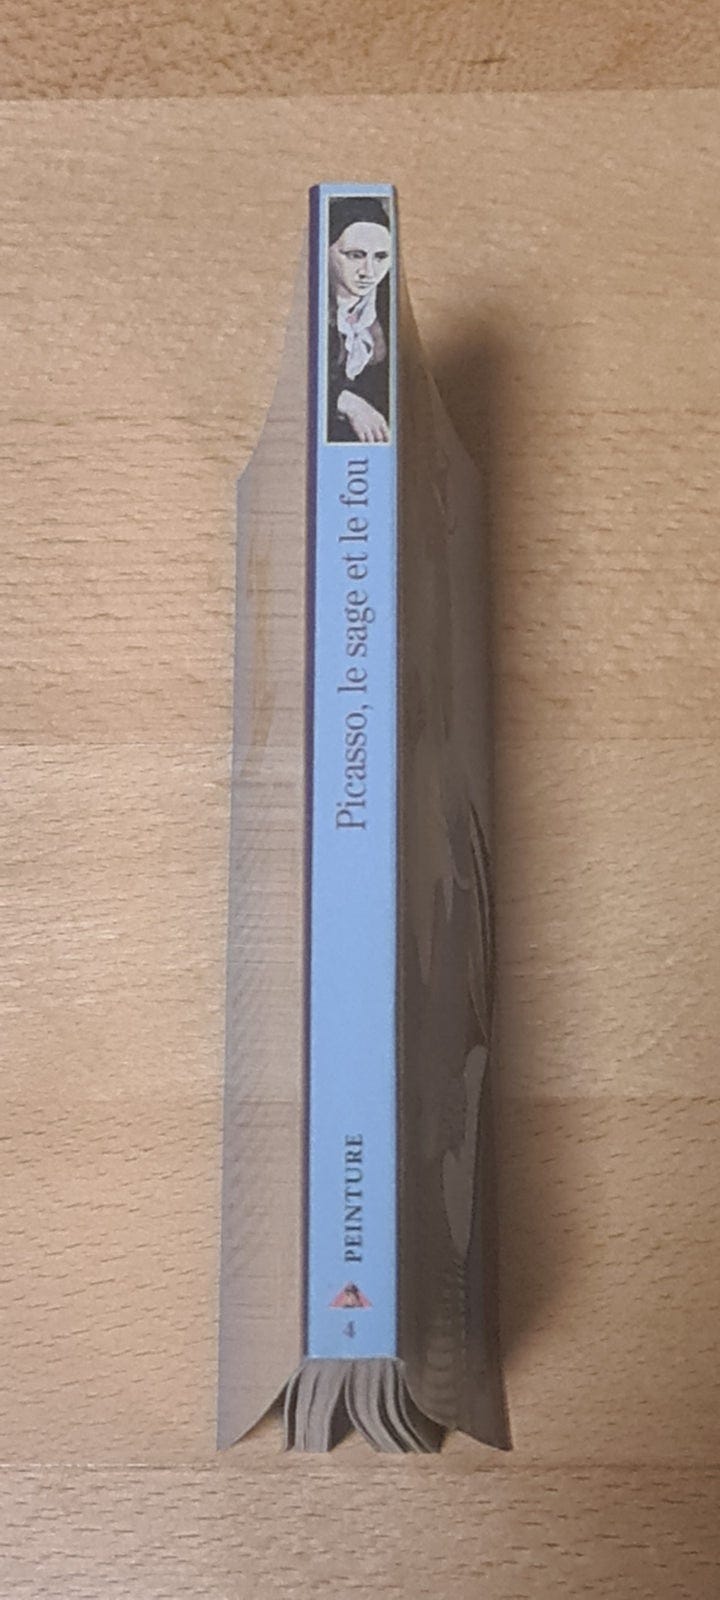 Picasso, le sage et le fou
PEINTURE
4